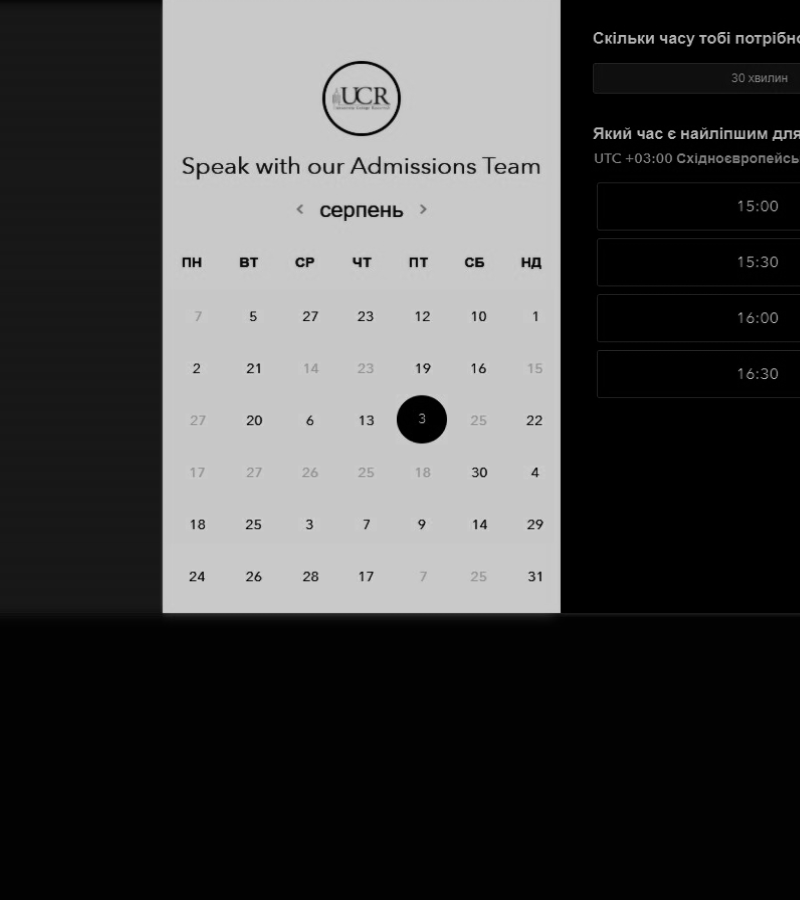 UCR
Speak with our Admissions Team
< серпень >
ПН ВТ СР ЧТ ПТ СБ НД
7 5 27 23 12 10 1
2 21 14 23 19 16 15
27 20 6 13 3 25 22
17 27 26 25 18 30 4
18 25 3 7 9 14 29
24 26 28 17 7 25 31
Скільки часу тобі потрібно
30 хвилин
Який час є найліпшим для
UTC +03:00 Східноєвропейсь
15:00
15:30
16:00
16:30